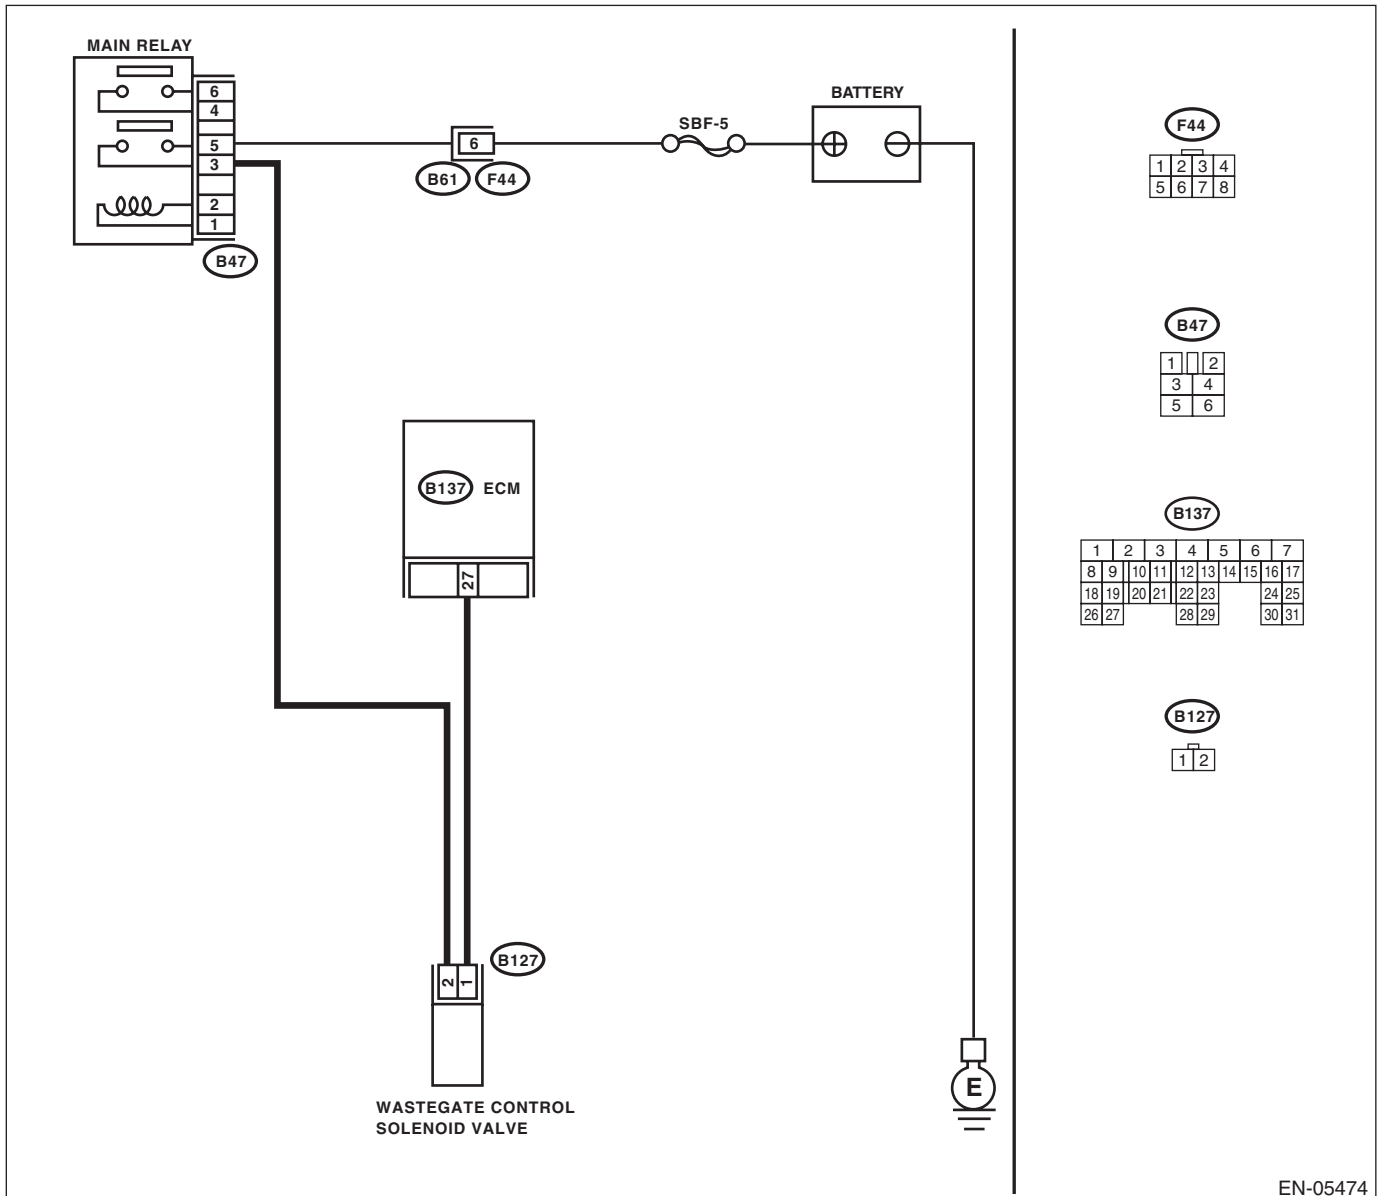 MAIN RELAY
6
4
5
3
2
1
B47
6
B61 F44
SBF-5
BATTERY
B137 ECM
27
B127
2 1
WASTEGATE CONTROL
SOLENOID VALVE
E
F44
1 2 3 4
5 6 7 8
B47
1 2
3 4
5 6
B137
1 2 3 4 5 6 7
8 9 10 11 12 13 14 15 16 17
18 19 20 21 22 23 24 25
26 27 28 29 30 31
B127
1 2
EN-05474